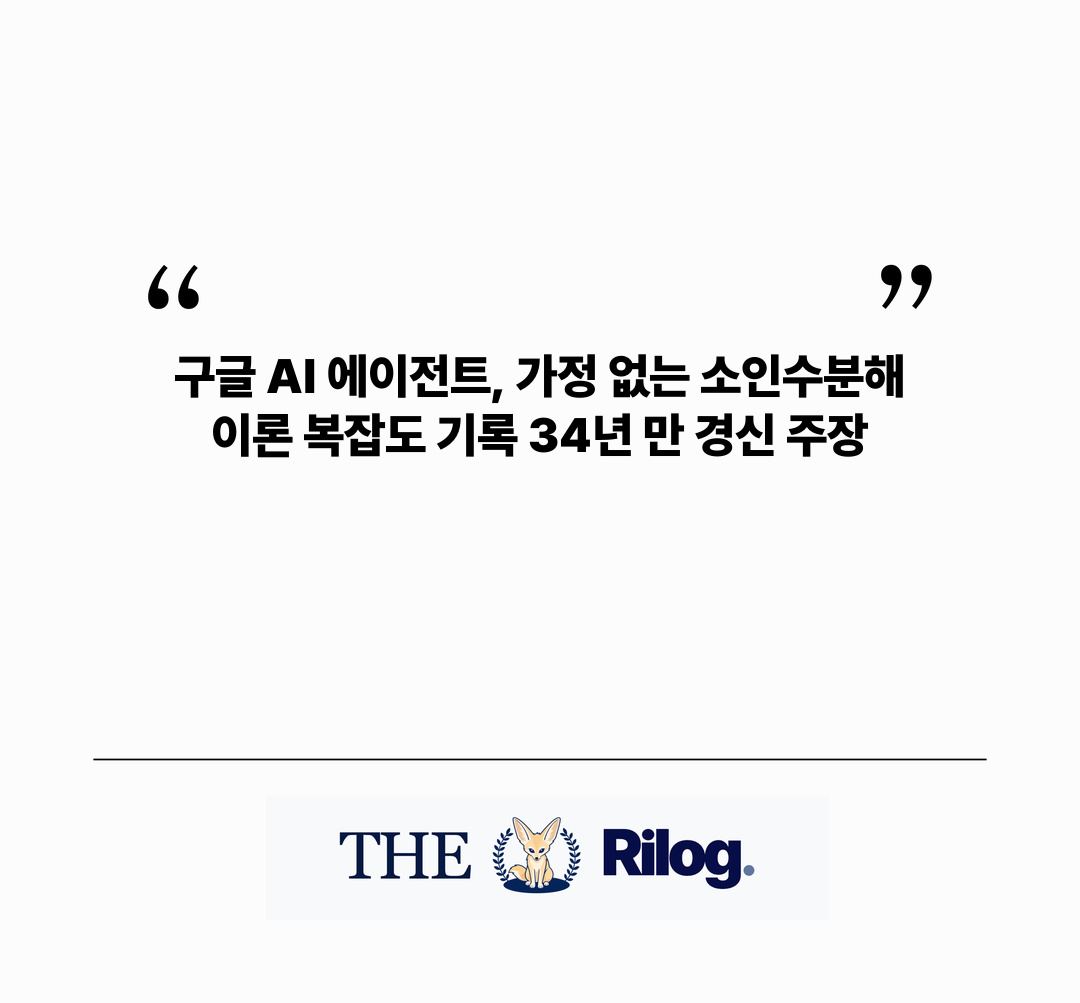 “ ”
구글 AI 에이전트, 가정 없는 소인수분해
이론 복잡도 기록 34년 만 경신 주장
THE Rilog.